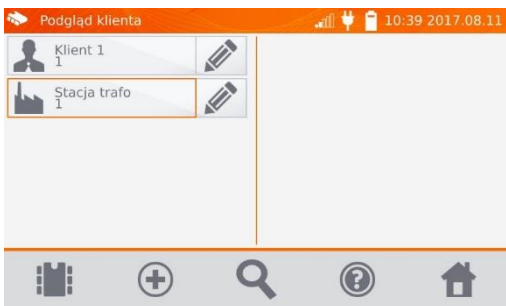 Podgląd klienta
10:39 2017.08.11
Klient 1
1
Stacja trafo
1